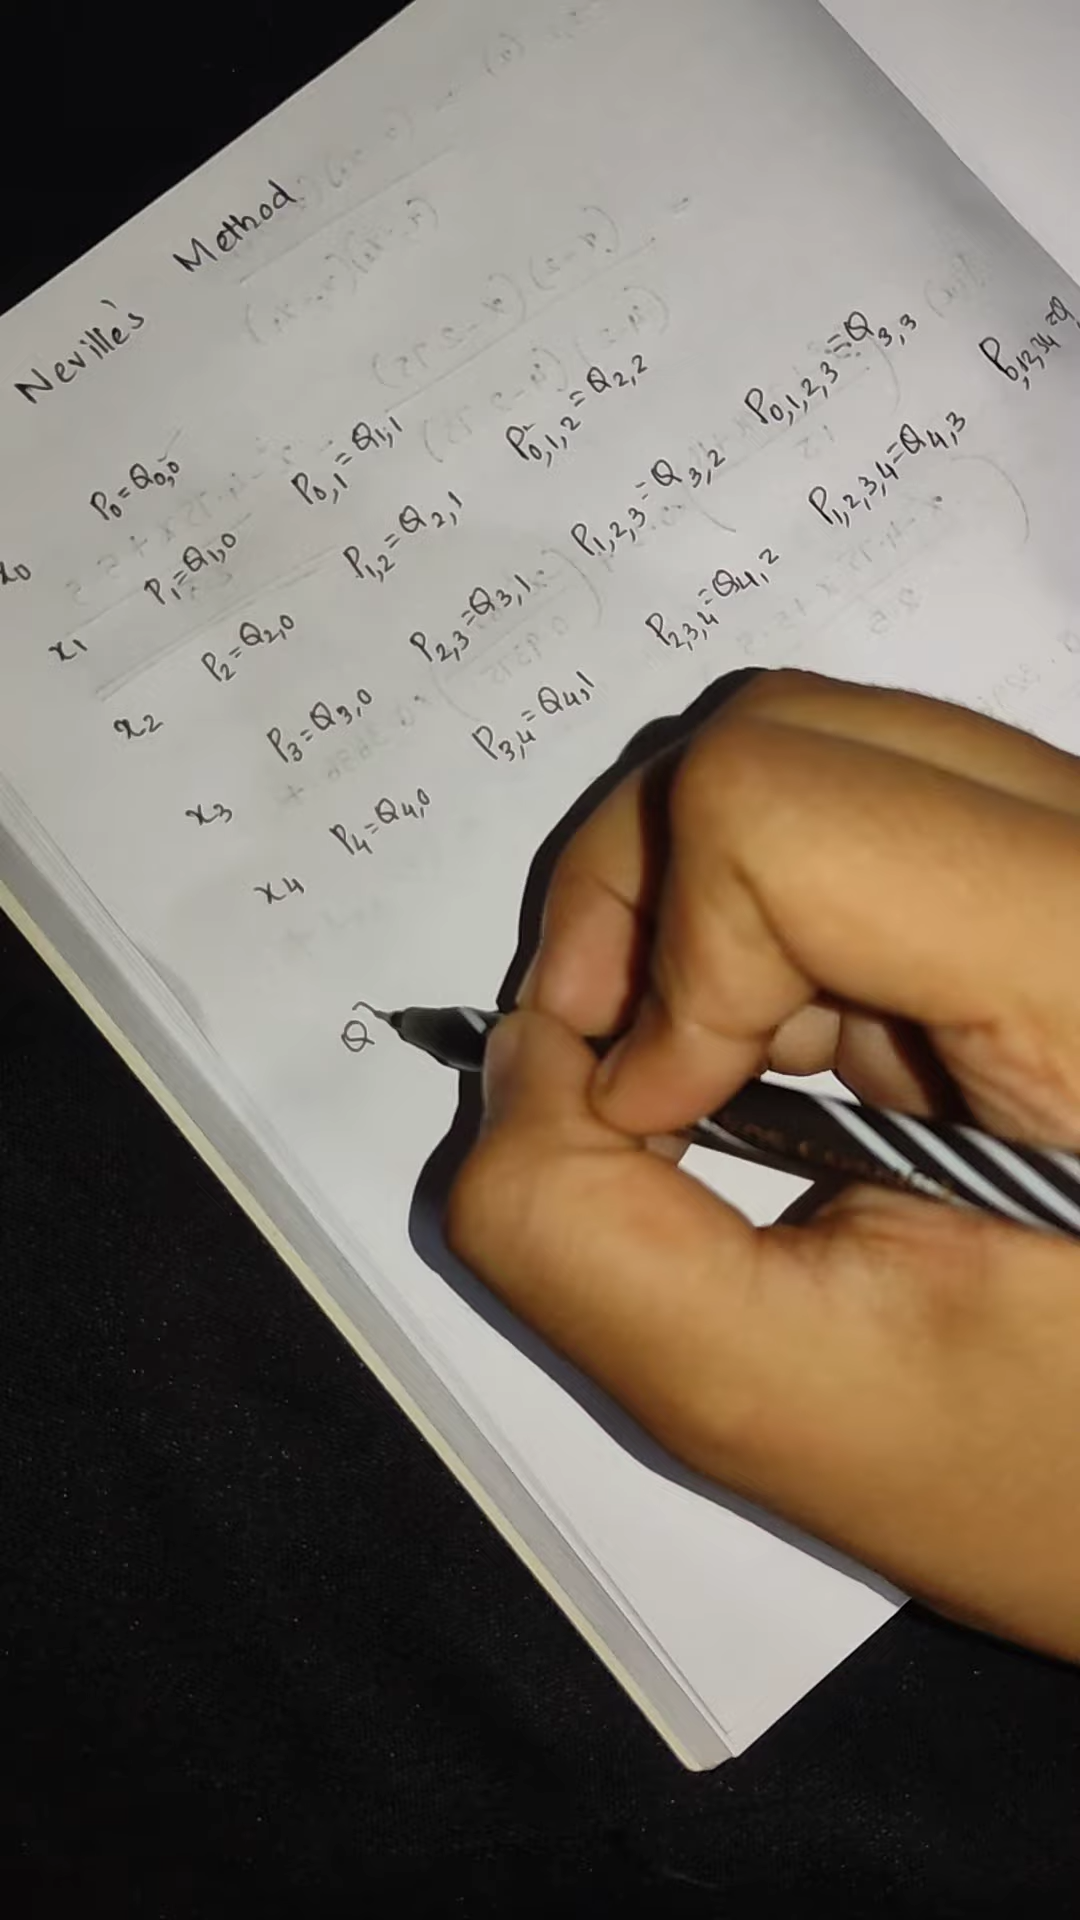 Neville's Method
x0 P0=Q0,0
x1 P1=Q1,0 P0,1=Q1,1
x2 P2=Q2,0 P1,2=Q2,1 P0,1,2=Q2,2
x3 P3=Q3,0 P2,3=Q3,1 P1,2,3=Q3,2 P0,1,2,3=Q3,3
x4 P4=Q4,0 P3,4=Q4,1 P2,3,4=Q4,2 P1,2,3,4=Q4,3
Q